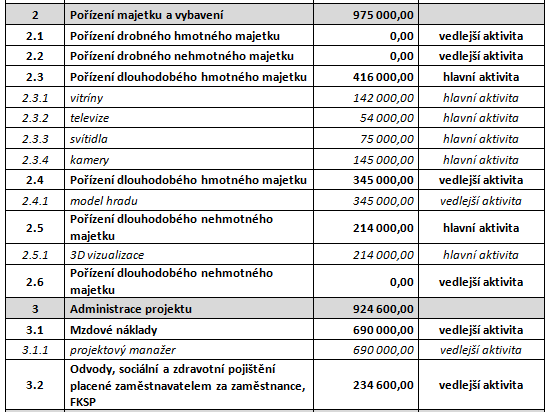 2 Pořízení majetku a vybavení 975 000,00
2.1 Pořízení drobného hmotného majetku 0,00 vedlejší aktivita
2.2 Pořízení drobného nehmotného majetku 0,00 vedlejší aktivita
2.3 Pořízení dlouhodobého hmotného majetku 416 000,00 hlavní aktivita
2.3.1 vitríny 142 000,00 hlavní aktivita
2.3.2 televize 54 000,00 hlavní aktivita
2.3.3 svítidla 75 000,00 hlavní aktivita
2.3.4 kamery 145 000,00 hlavní aktivita
2.4 Pořízení dlouhodobého hmotného majetku 345 000,00 vedlejší aktivita
2.4.1 model hradu 345 000,00 vedlejší aktivita
2.5 Pořízení dlouhodobého nehmotného
majetku 214 000,00 hlavní aktivita
2.5.1 3D vizualizace 214 000,00 hlavní aktivita
2.6 Pořízení dlouhodobého nehmotného
majetku 0,00 vedlejší aktivita
3 Administrace projektu 924 600,00
3.1 Mzdové náklady 690 000,00 vedlejší aktivita
3.1.1 projektový manažer 690 000,00 vedlejší aktivita
3.2 Odvody, sociální a zdravotní pojištění
placené zaměstnavatelem za zaměstnance, 234 600,00 vedlejší aktivita
FKSP